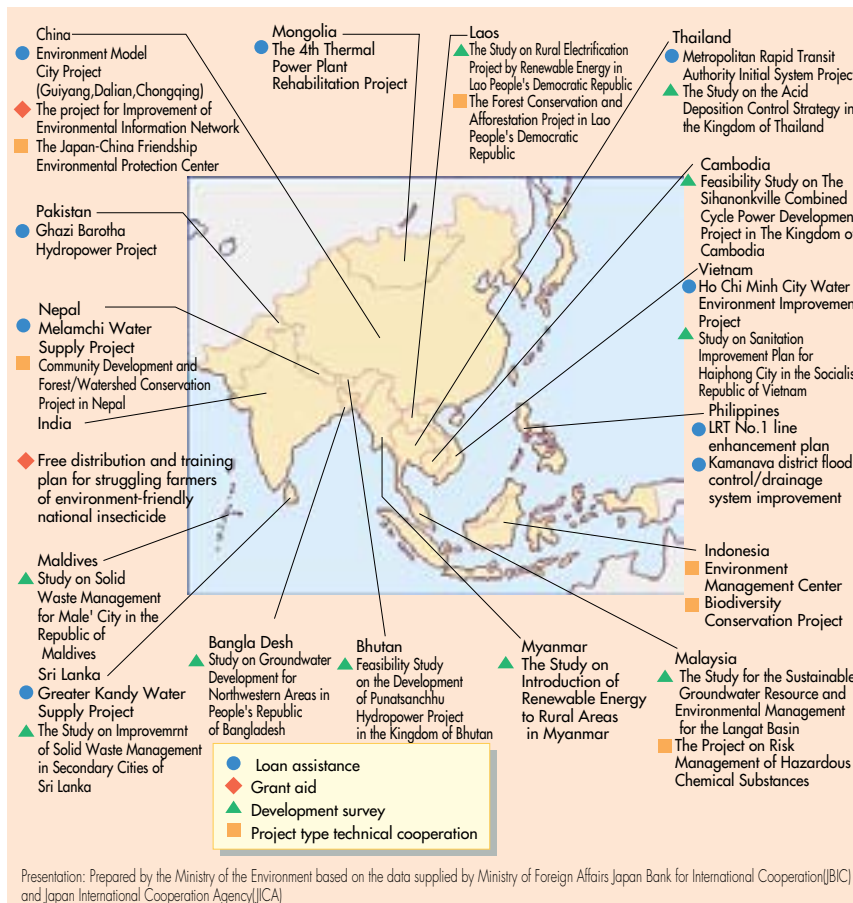 China
Environment Model
City Project
(Guiyang,Dalian,Chongqing)
The project for Improvement of
Environmental Information Network
The Japan-China Friendship
Environmental Protection Center
Pakistan
Ghazi Barotha
Hydropower Project
Nepal
Melamchi Water
Supply Project
Community Development and
Forest/Watershed Conservation
Project in Nepal
India
Free distribution and training
plan for struggling farmers
of environment-friendly
national insecticide
Maldives
Study on Solid
Waste Management
for Male' City in the
Republic of
Maldives
Sri Lanka
Greater Kandy Water
Supply Project
The Study on Improvemrnt
of Solid Waste Management
in Secondary Cities of
Sri Lanka
Mongolia
The 4th Thermal
Power Plant
Rehabilitation Project
Laos
The Study on Rural Electrification
Project by Renewable Energy in
Lao People's Democratic Republic
The Forest Conservation and
Afforestation Project in Lao
People's Democratic
Republic
Thailand
Metropolitan Rapid Transit
Authority Initial System Projec
The Study on the Acid
Deposition Control Strategy in
the Kingdom of Thailand
Cambodia
Feasibility Study on The
Sihanonkville Combined
Cycle Power Developmen
Project in The Kingdom o
Cambodia
Vietnam
Ho Chi Minh City Water
Environment Improvemen
Project
Study on Sanitation
Improvement Plan for
Haiphong City in the Socialis
Republic of Vietnam
Philippines
LRT No.1 line
enhancement plan
Kamanava district flood
control/drainage
system improvement
Indonesia
Environment
Management Center
Biodiversity
Conservation Project
Malaysia
The Study for the Sustainable
Groundwater Resource and
Environmental Management
for the Langat Basin
The Project on Risk
Management of Hazardous
Chemical Substances
Bangla Desh
Study on Groundwater
Development for
Northwestern Areas in
People's Republic
of Bangladesh
Bhutan
Feasibility Study
on the Development
of Punatsanchhu
Hydropower Project
in the Kingdom of Bhutan
Myanmar
The Study on
Introduction of
Renewable Energy
to Rural Areas
in Myanmar
Loan assistance
Grant aid
Development survey
Project type technical cooperation
Presentation: Prepared by the Ministry of the Environment based on the data supplied by Ministry of Foreign Affairs Japan Bank for International Cooperation(JBIC)
and Japan International Cooperation Agency(JICA)